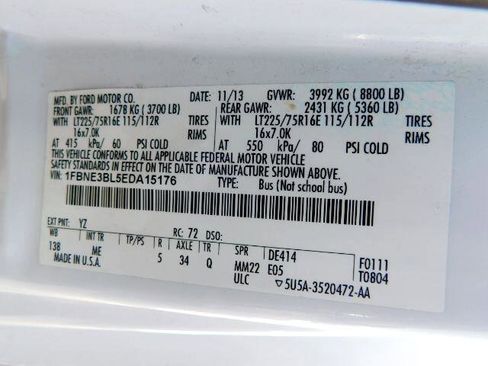 MFD. BY FORD MOTOR CO. DATE: 11/13 GVWR: 3992 KG ( 8800 LB)
FRONT GAWR: 1678 KG ( 3700 LB) REAR GAWR: 2431 KG ( 5360 LB)
WITH LT225/75R16E 115/112R TIRES WITH LT225/75R16E 115/112R TIRES
16x7.0K RIMS 16x7.0K RIMS
AT 415 kPa/ 60 PSI COLD AT 550 kPa/ 80 PSI COLD
THIS VEHICLE CONFORMS TO ALL APPLICABLE FEDERAL MOTOR VEHICLE
SAFETY STANDARDS IN EFFECT ON THE DATE OF MANUFACTURE SHOWN ABOVE.
VIN: 1FBNE3BL5EDA15176 TYPE: Bus (Not school bus)
EXT PNT: YZ RC: 72 DSO:
WB INT TR TP/PS R AXLE TR SPR DE414 F0111
138 ME 5 34 Q MM22 E05 T0804
MADE IN U.S.A. ULC ▽5U5A-3520472-AA